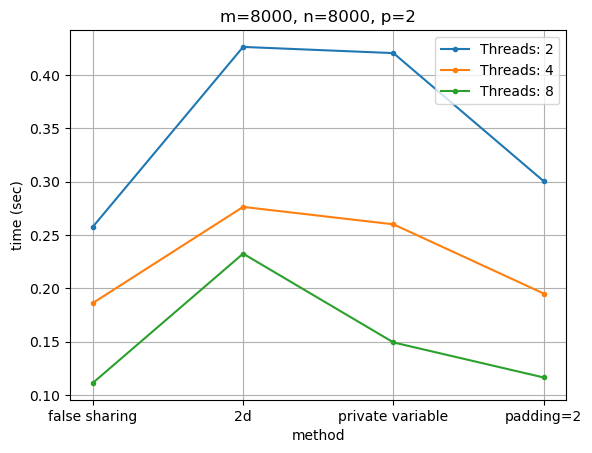 m=8000, n=8000, p=2
Threads: 2
Threads: 4
Threads: 8
time (sec)
0.40
0.35
0.30
0.25
0.20
0.15
0.10
false sharing 2d private variable padding=2
method